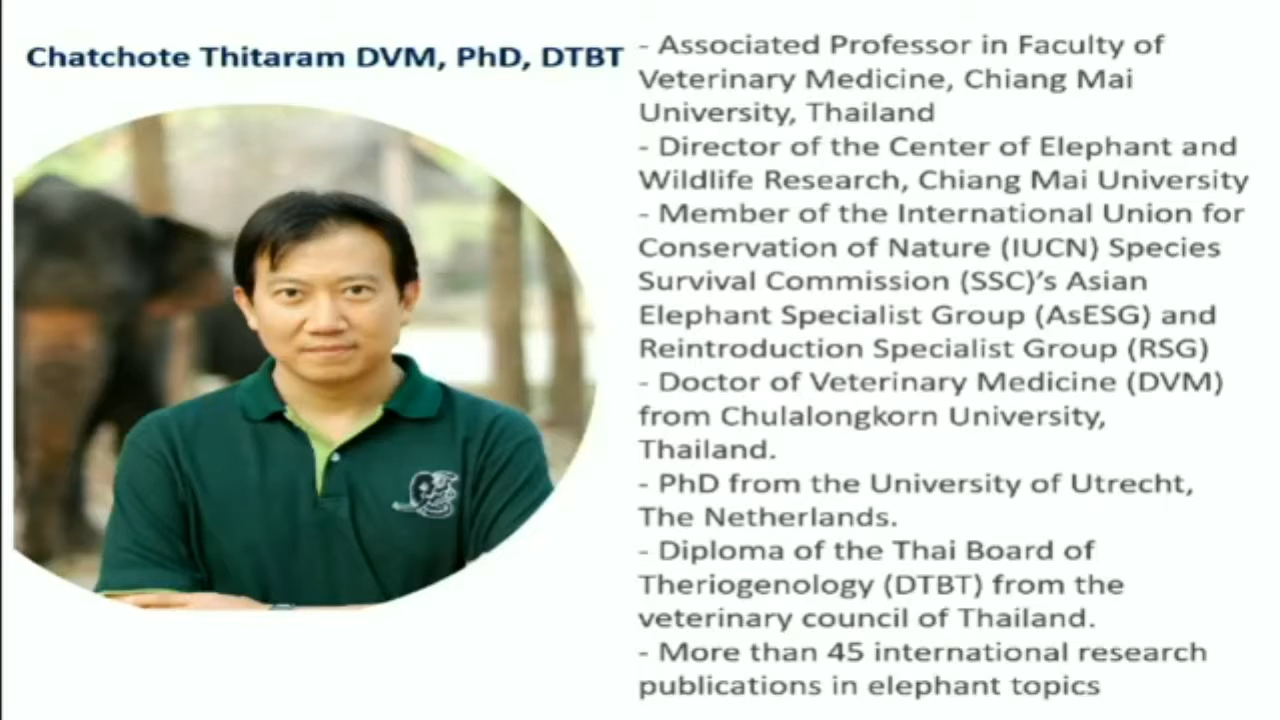 Chatchote Thitaram DVM, PhD, DTBT
- Associated Professor in Faculty of
Veterinary Medicine, Chiang Mai
University, Thailand
- Director of the Center of Elephant and
Wildlife Research, Chiang Mai University
- Member of the International Union for
Conservation of Nature (IUCN) Species
Survival Commission (SSC)’s Asian
Elephant Specialist Group (AsESG) and
Reintroduction Specialist Group (RSG)
- Doctor of Veterinary Medicine (DVM)
from Chulalongkorn University,
Thailand.
- PhD from the University of Utrecht,
The Netherlands.
- Diploma of the Thai Board of
Theriogenology (DTBT) from the
veterinary council of Thailand.
- More than 45 international research
publications in elephant topics